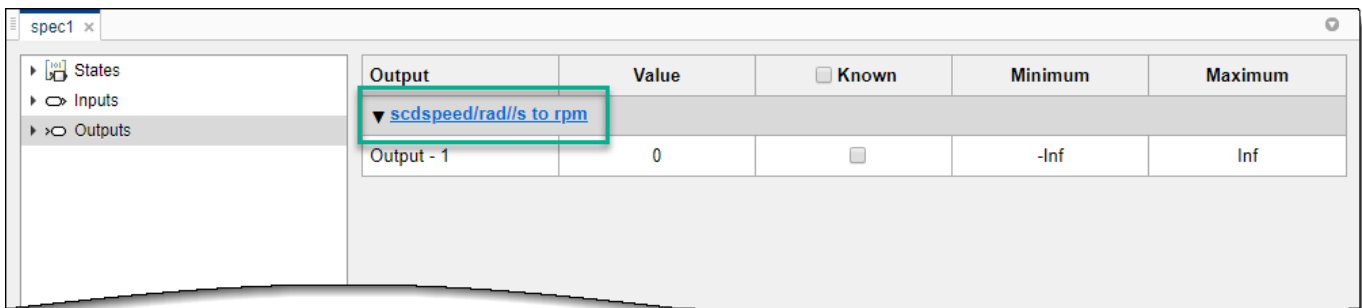 spec1 ×
States
Inputs
Outputs
Output Value Known Minimum Maximum
scdspeed/rad//s to rpm
Output - 1 0 -Inf Inf